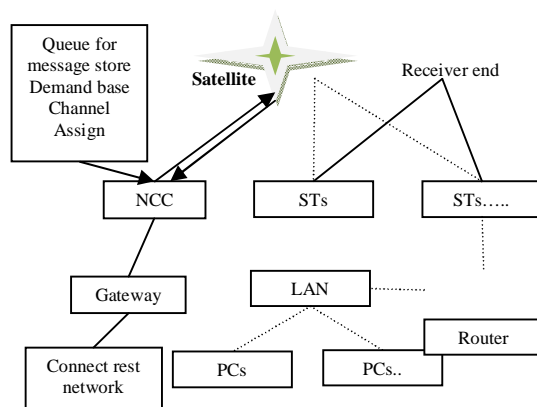 Queue for
message store
Demand base
Channel
Assign
Satellite
Receiver end
NCC
STs
STs…..
Gateway
LAN
Router
Connect rest
network
PCs
PCs..